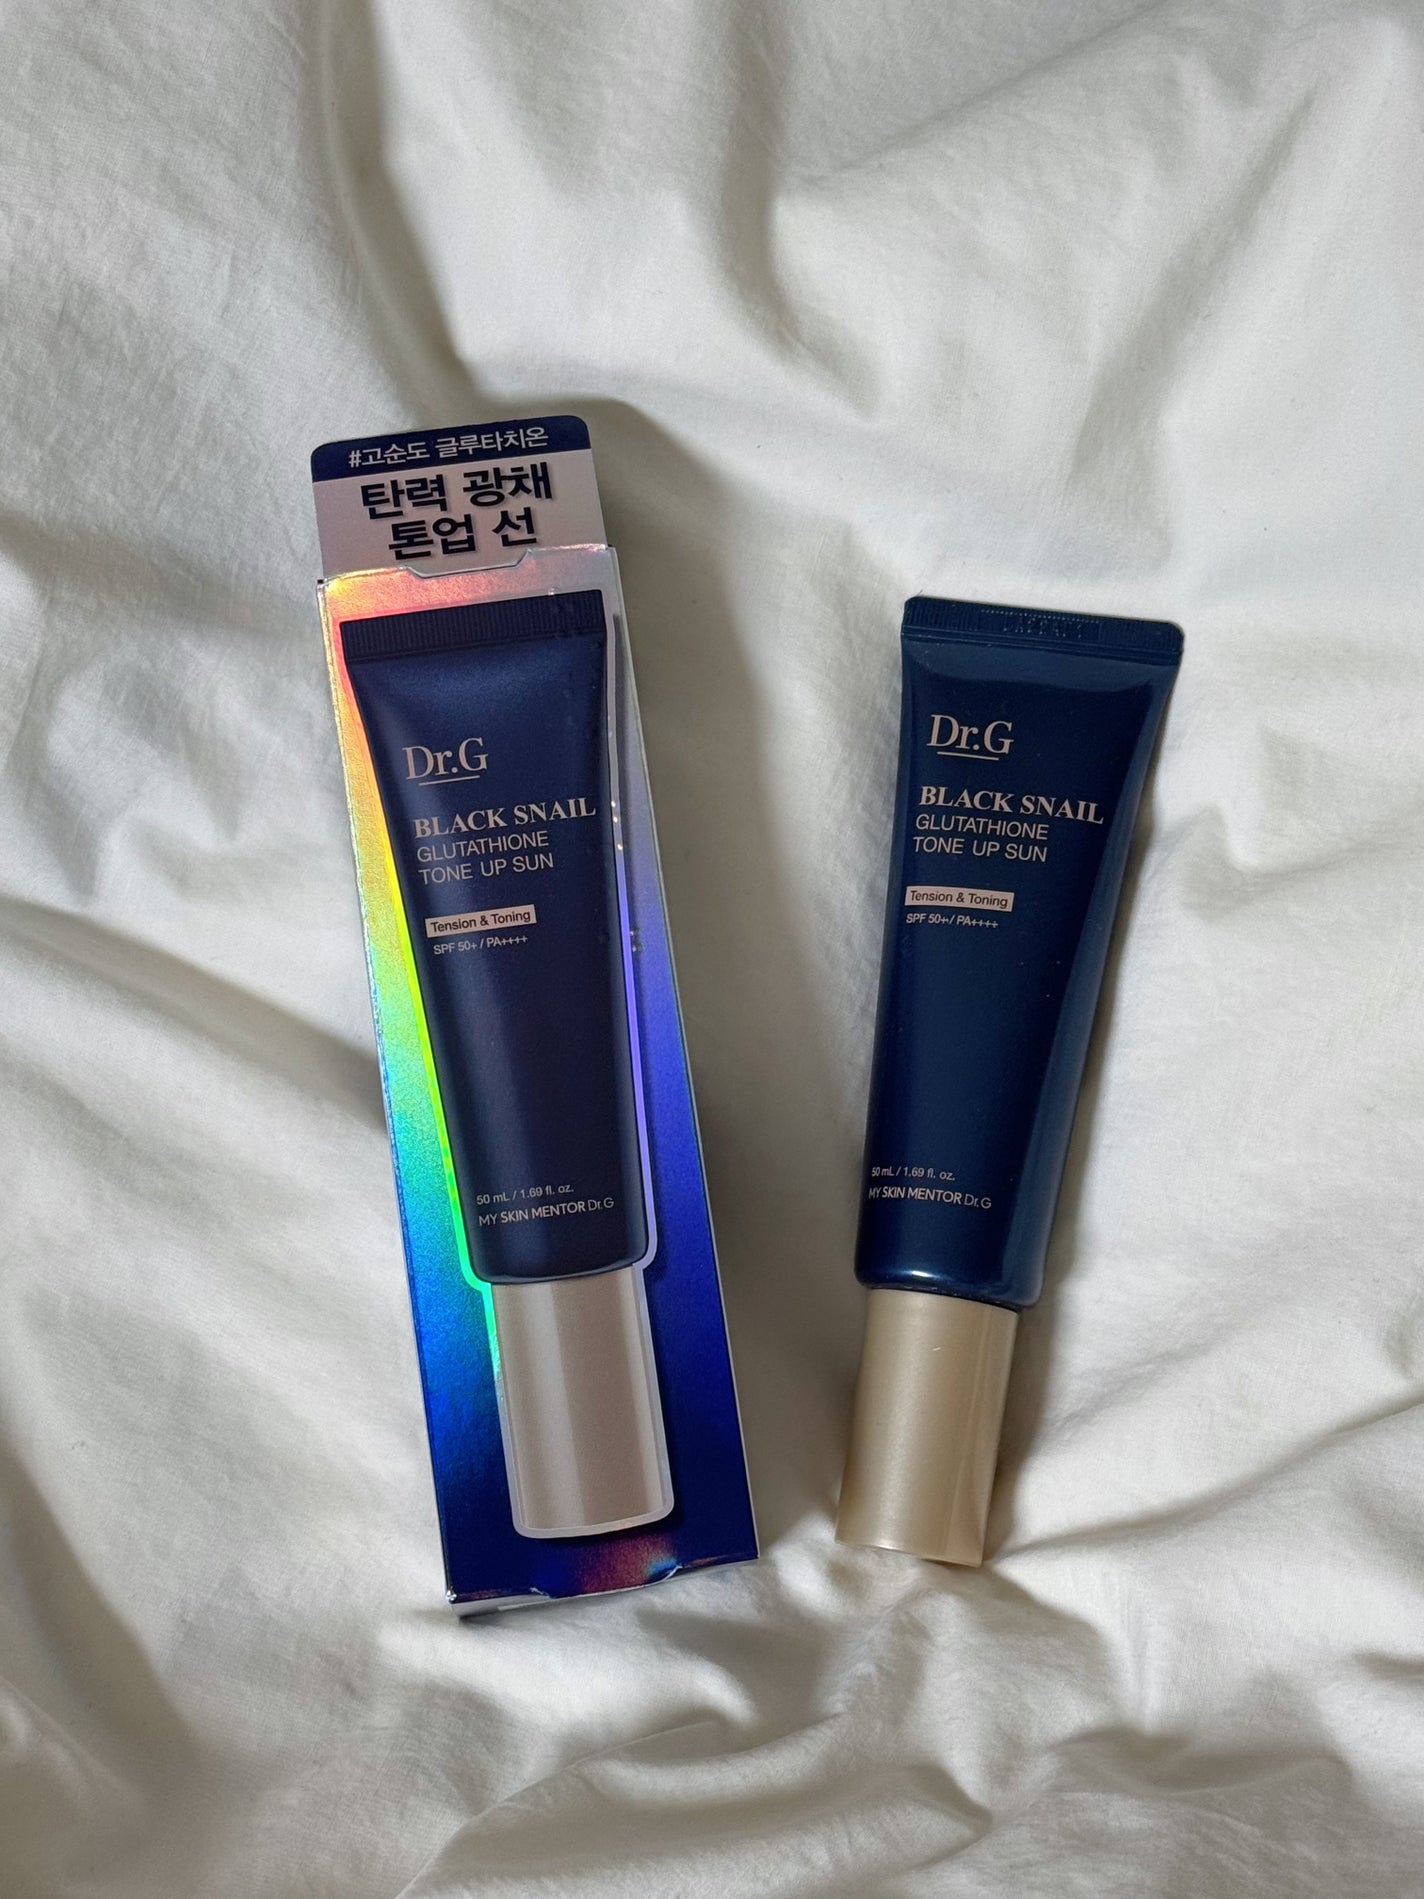 #고순도 글루타치온
탄력 광채
톤업 선
Dr.G
BLACK SNAIL
GLUTATHIONE
TONE UP SUN
Tension & Toning
SPF 50+ / PA++++
50 mL / 1.69 fl. oz.
MY SKIN MENTOR Dr.G
Dr.G
BLACK SNAIL
GLUTATHIONE
TONE UP SUN
Tension & Toning
SPF 50+ / PA++++
50 mL / 1.69 fl. oz.
MY SKIN MENTOR Dr.G